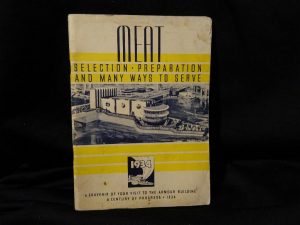 MEAT
SELECTION · PREPARATION
AND MANY WAYS TO SERVE
1934
A SOUVENIR OF YOUR VISIT TO THE ARMOUR BUILDING
A CENTURY OF PROGRESS · 1934